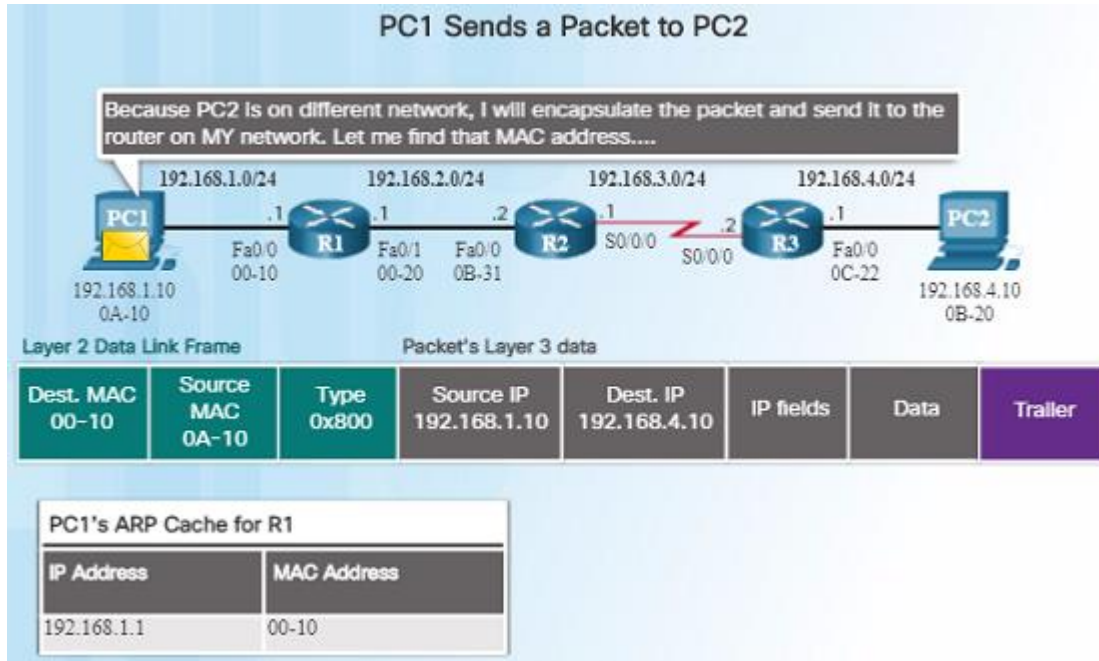 PC1 Sends a Packet to PC2
Because PC2 is on different network, I will encapsulate the packet and send it to the
router on MY network. Let me find that MAC address....
192.168.1.0/24
192.168.2.0/24
192.168.3.0/24
192.168.4.0/24
PC1
.1
R1
.1
.2
R2
.1
.2
R3
.1
PC2
Fa0/0
00-10
Fa0/1
00-20
Fa0/0
0B-31
S0/0/0
S0/0/0
Fa0/0
0C-22
192.168.1.10
0A-10
192.168.4.10
0B-20
Layer 2 Data Link Frame
Packet's Layer 3 data
Dest. MAC
00-10
Source
MAC
0A-10
Type
0x800
Source IP
192.168.1.10
Dest. IP
192.168.4.10
IP fields
Data
Trailer
PC1's ARP Cache for R1
IP Address MAC Address
192.168.1.1 00-10